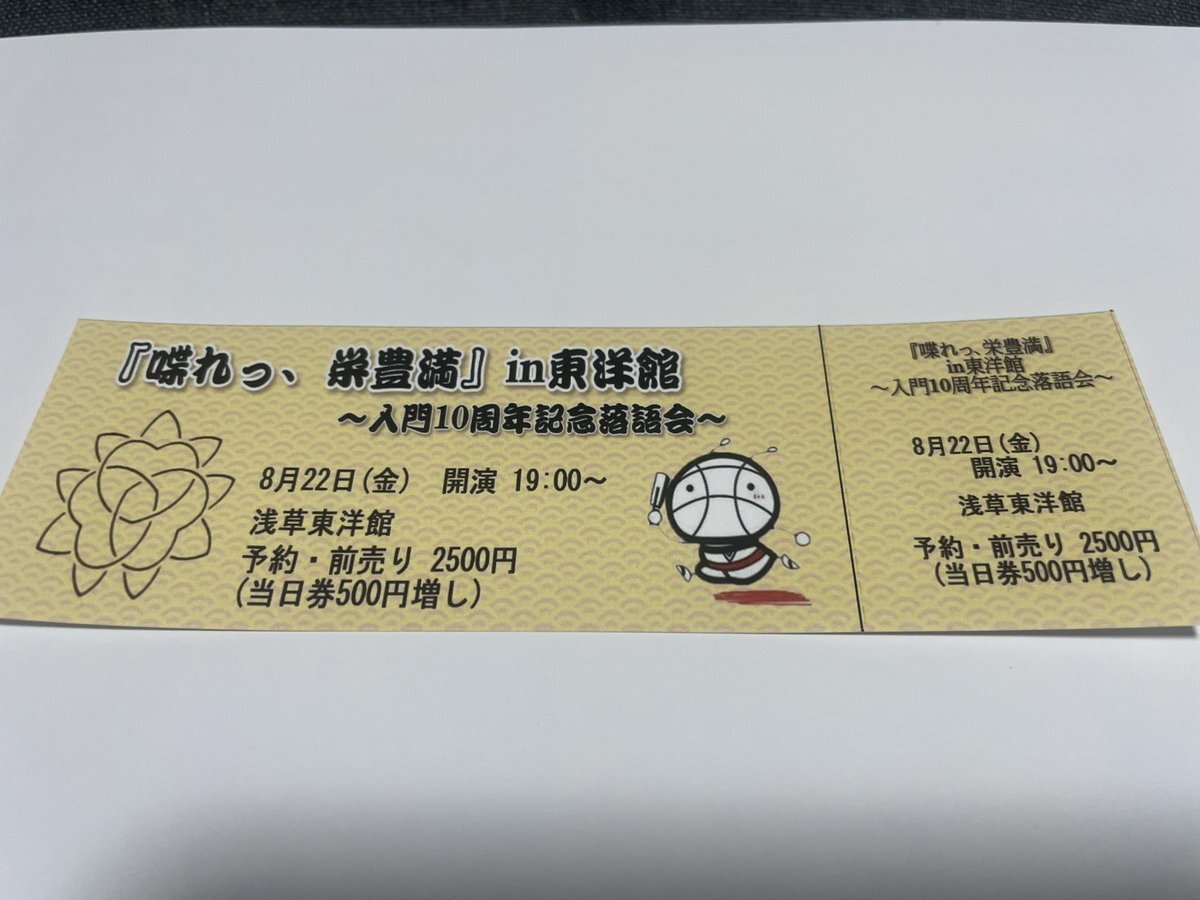 『喋れっ、栄豊満』in東洋館
～入門10周年記念落語会～
8月22日(金)　開演 19:00～
浅草東洋館
予約・前売り 2500円
(当日券500円増し)
『喋れっ、栄豊満』
in東洋館
～入門10周年記念落語会～
8月22日(金)
開演 19:00～
浅草東洋館
予約・前売り 2500円
(当日券500円増し)